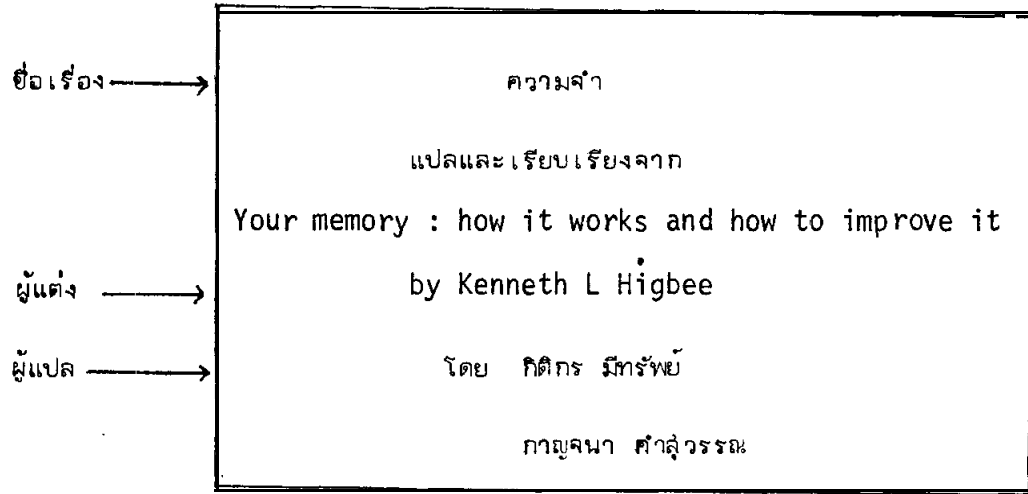 ชื่อเรื่อง
ความจำ
แปลและเรียบเรียงจาก
Your memory : how it works and how to improve it
ผู้แต่ง
by Kenneth L Higbee
ผู้แปล
โดย กิติกร มีทรัพย์
กาญจนา คำสุวรรณ